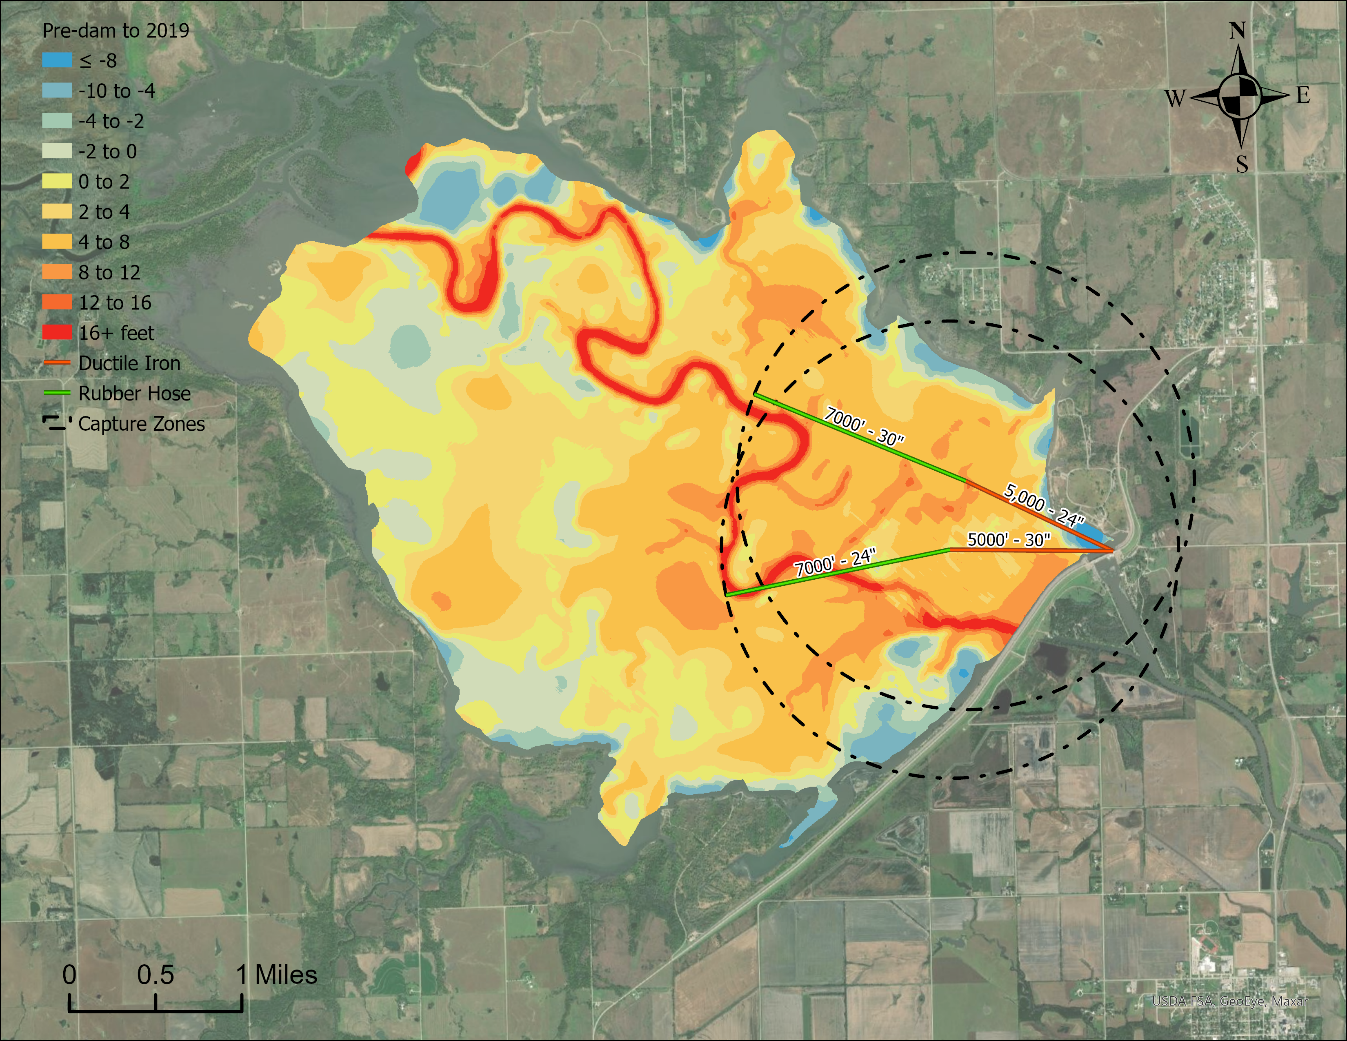 Pre-dam to 2019
≤ -8
-10 to -4
-4 to -2
-2 to 0
0 to 2
2 to 4
4 to 8
8 to 12
12 to 16
16+ feet
Ductile Iron
Rubber Hose
Capture Zones
N
W
E
S
7000' - 30"
5,000 - 24"
5000' - 30"
7000' - 24"
0 0.5 1 Miles
USDA FSA, GeoEye, Maxar